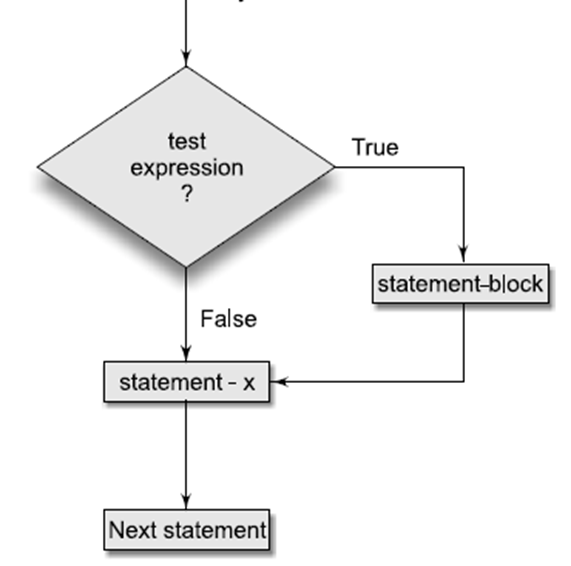 test
expression
?
True
statement-block
False
statement - x
Next statement